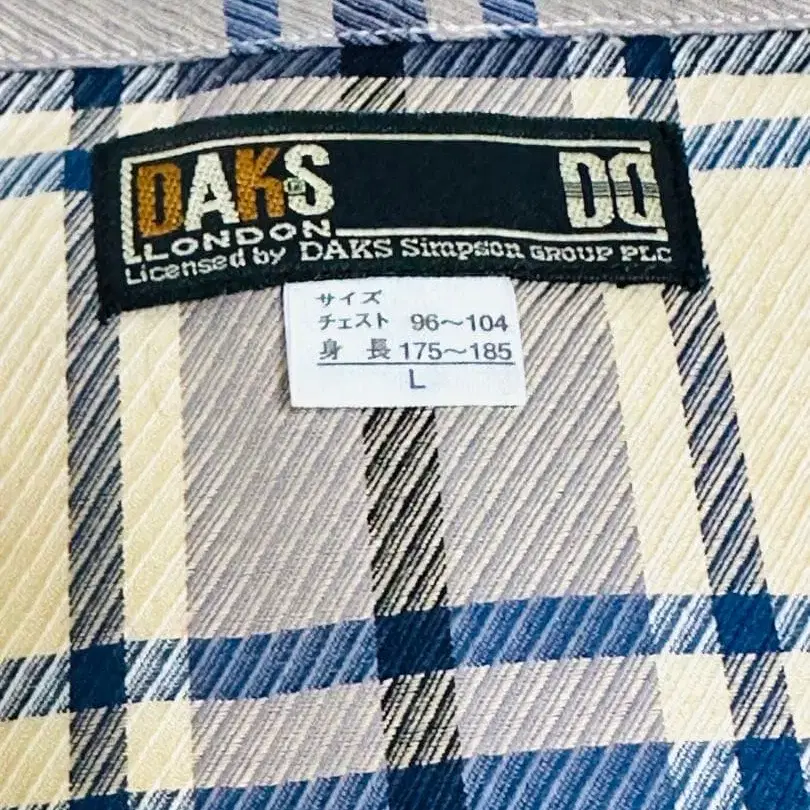 DAKS DD
LONDON
Licensed by DAKS Simpson GROUP PLC
サイズ
チェスト 96～104
身 長 175～185
L